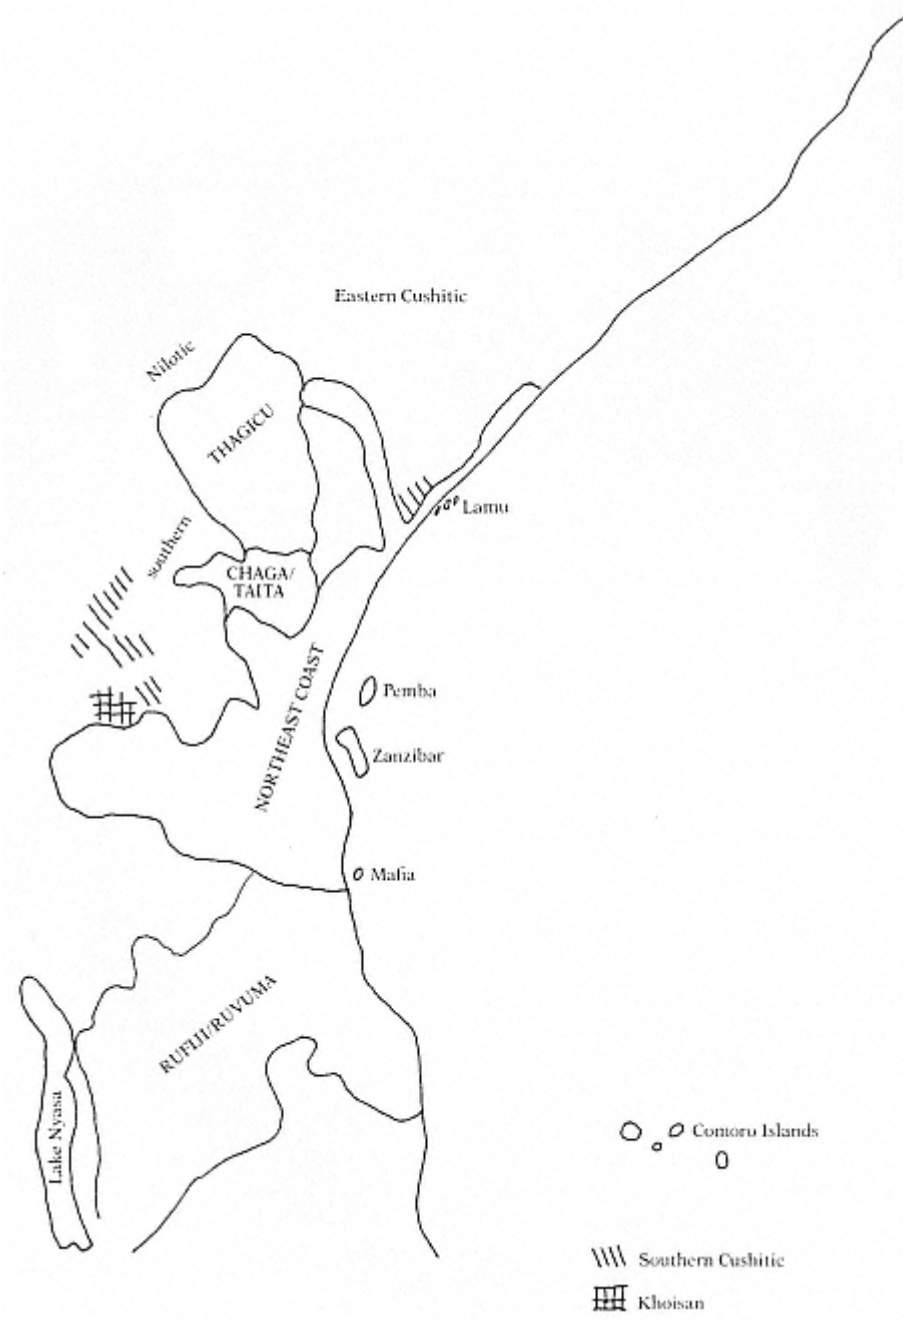 Eastern Cushitic
Nilotic
THAGICU
Lamu
Southern
CHAGA/
TAITA
NORTHEAST COAST
Pemba
Zanzibar
Mafia
RUFIJI/RUVUMA
Lake Nyasa
Comoro Islands
Southern Cushitic
Khoisan